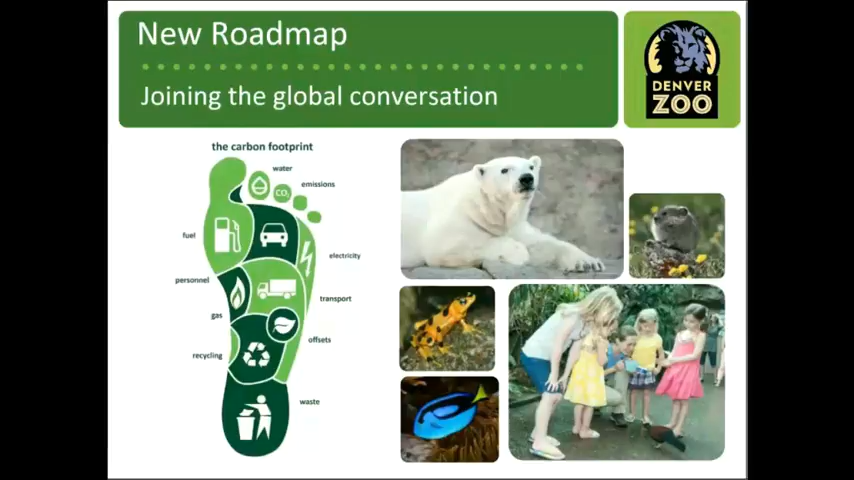 New Roadmap
Joining the global conversation
DENVER
ZOO
the carbon footprint
water
CO2
emissions
fuel
electricity
personnel
transport
gas
offsets
recycling
waste